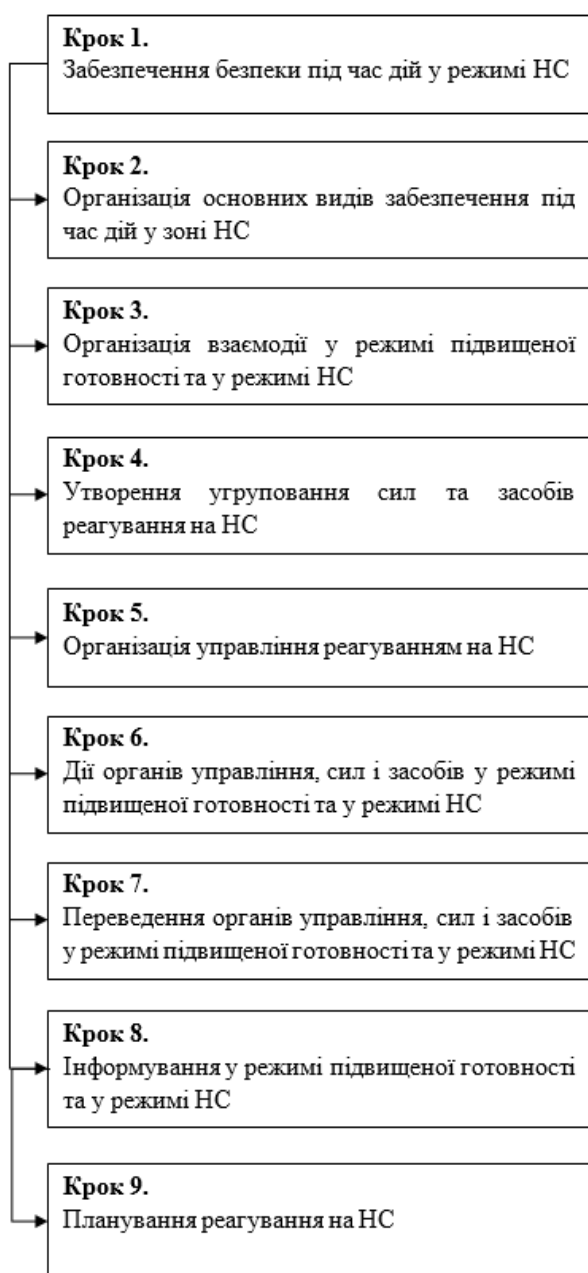 Крок 1.
Забезпечення безпеки під час дій у режимі НС
Крок 2.
Організація основних видів забезпечення під
час дій у зоні НС
Крок 3.
Організація взаємодії у режимі підвищеної
готовності та у режимі НС
Крок 4.
Утворення угруповання сил та засобів
реагування на НС
Крок 5.
Організація управління реагуванням на НС
Крок 6.
Дії органів управління, сил і засобів у режимі
підвищеної готовності та у режимі НС
Крок 7.
Переведення органів управління, сил і засобів
у режимі підвищеної готовності та у режимі НС
Крок 8.
Інформування у режимі підвищеної готовності
та у режимі НС
Крок 9.
Планування реагування на НС